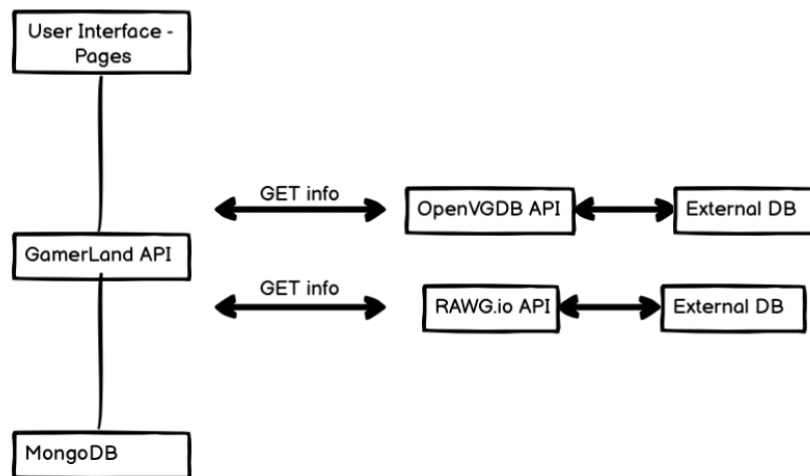 User Interface -
Pages
GET info
OpenVGDB API
External DB
GamerLand API
GET info
RAWG.io API
External DB
MongoDB